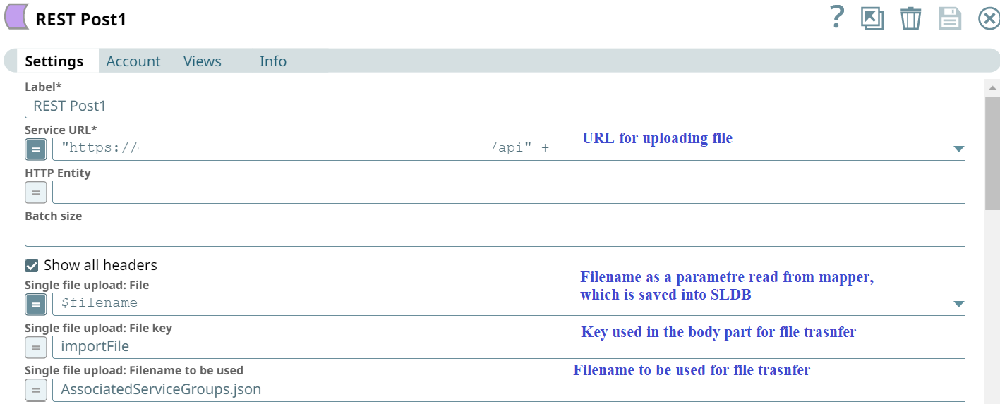 REST Post1
?
Settings Account Views Info
Label*
REST Post1
Service URL*
= "https:// /api" + URL for uploading file
HTTP Entity
=
Batch size
Show all headers
Filename as a parametre read from mapper,
Single file upload: File
which is saved into SLDB
= $filename
Single file upload: File key
Key used in the body part for file trasnfer
= importFile
Single file upload: Filename to be used
Filename to be used for file trasnfer
= AssociatedServiceGroups.json